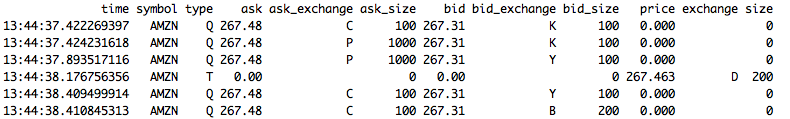 time symbol type ask ask_exchange ask_size bid bid_exchange bid_size price exchange size
13:44:37.422269397 AMZN Q 267.48 C 100 267.31 K 100 0.000 0
13:44:37.424231618 AMZN Q 267.48 P 1000 267.31 K 100 0.000 0
13:44:37.893517116 AMZN Q 267.48 P 1000 267.31 Y 100 0.000 0
13:44:38.176756356 AMZN T 0.00 0 0.00 0 267.463 D 200
13:44:38.409499914 AMZN Q 267.48 C 100 267.31 Y 100 0.000 0
13:44:38.410845313 AMZN Q 267.48 C 100 267.31 B 200 0.000 0